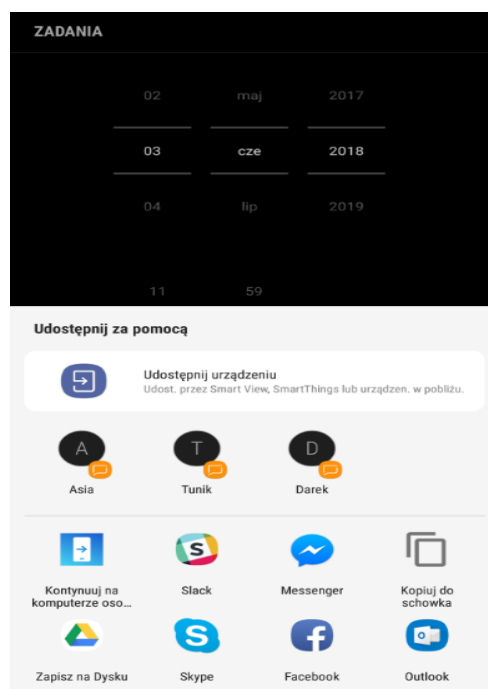 ZADANIA
02 maj 2017
03 cze 2018
04 lip 2019
11 59
Udostępnij za pomocą
Udostępnij urządzeniu
Udost. przez Smart View, SmartThings lub urządzen. w pobliżu.
A T D
Asia Tunik Darek
S
Kontynuuj na
komputerze oso...
Slack
Messenger
Kopiuj do
schowka
S f o
Zapisz na Dysku Skype Facebook Outlook